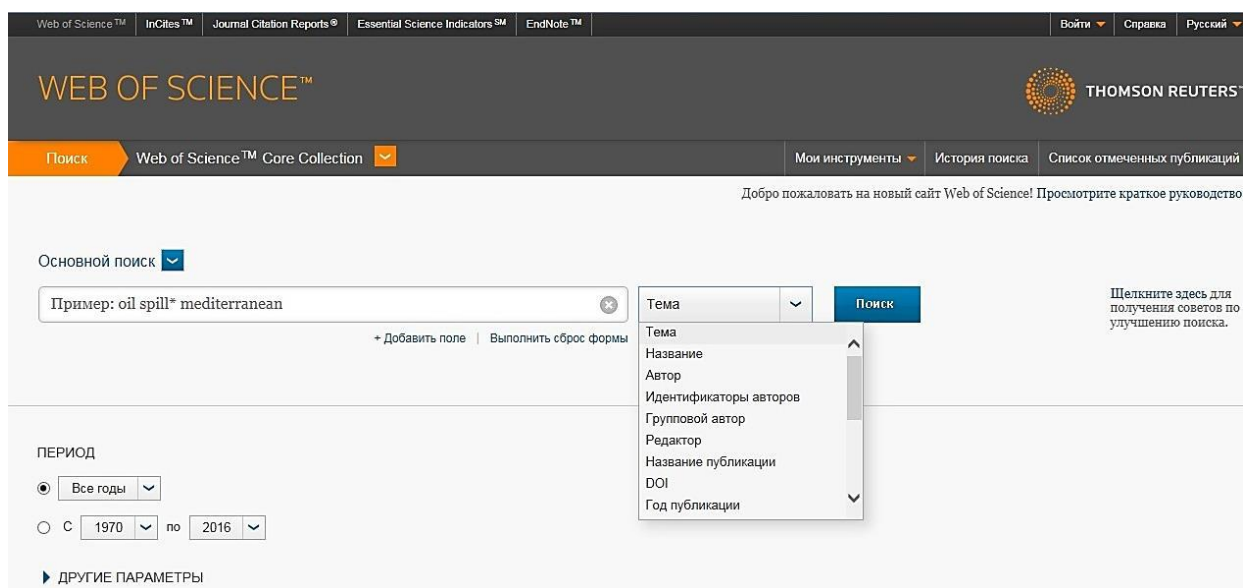 Web of Science™ InCites™ Journal Citation Reports® Essential Science Indicators SM EndNote™ Войти Справка Русский
WEB OF SCIENCE™
THOMSON REUTERS™
Поиск Web of Science™ Core Collection Мои инструменты История поиска Список отмеченных публикаций
Добро пожаловать на новый сайт Web of Science! Просмотрите краткое руководство
Основной поиск
Пример: oil spill* mediterranean Тема Поиск
Щелкните здесь для
получения советов по
улучшению поиска.
+ Добавить поле | Выполнить сброс формы
Тема
Название
Автор
Идентификаторы авторов
Групповой автор
Редактор
Название публикации
DOI
Год публикации
ПЕРИОД
Все годы
С 1970 по 2016
ДРУГИЕ ПАРАМЕТРЫ